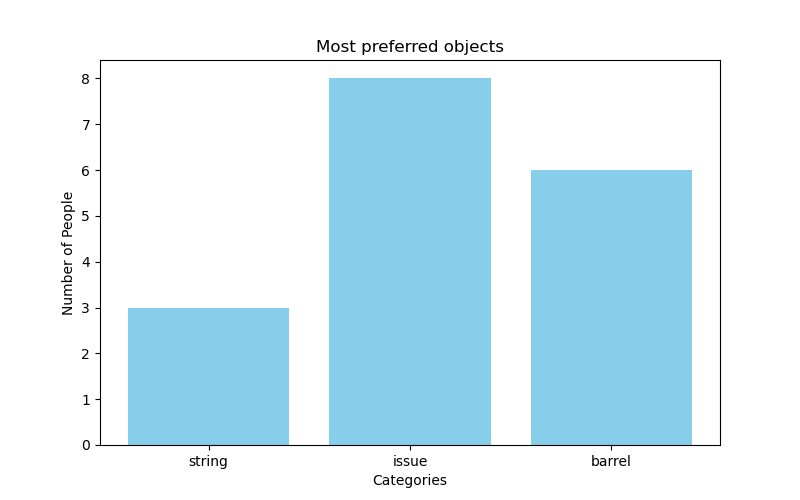 Most preferred objects
Number of People
8
7
6
5
4
3
2
1
0
string issue barrel
Categories